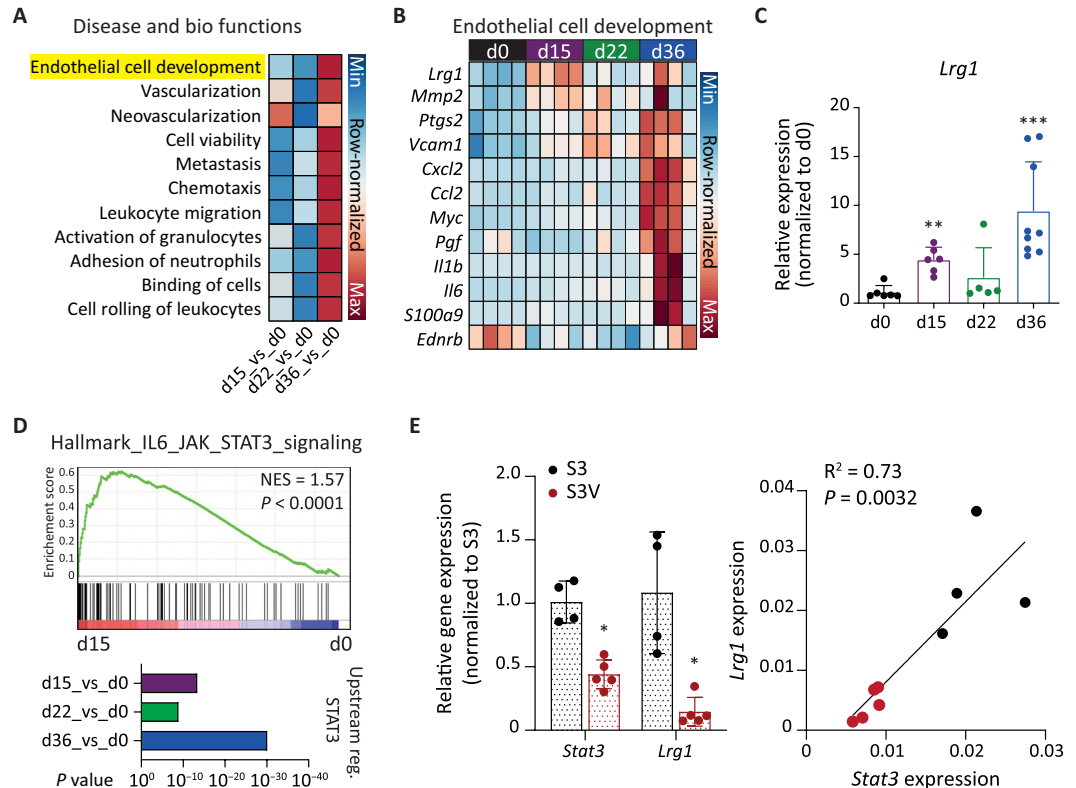 A
Disease and bio functions
Endothelial cell development
Vascularization
Neovascularization
Cell viability
Metastasis
Chemotaxis
Leukocyte migration
Activation of granulocytes
Adhesion of neutrophils
Binding of cells
Cell rolling of leukocytes
d15_vs_d0
d22_vs_d0
d36_vs_d0
Min
Row-normalized
Max
B
Endothelial cell development
d0 d15 d22 d36
Lrg1
Mmp2
Ptgs2
Vcam1
Cxcl2
Ccl2
Myc
Pgf
Il1b
Il6
S100a9
Ednrb
Min
Row-normalized
Max
C
Lrg1
Relative expression
(normalized to d0)
20
15
10
5
0
**
***
d0 d15 d22 d36
D
Hallmark_IL6_JAK_STAT3_signaling
Enrichement score
0.6
0.5
0.4
0.3
0.2
0.1
0
NES = 1.57
P < 0.0001
d15 d0
d15_vs_d0
d22_vs_d0
d36_vs_d0
Upstream reg.
STAT3
P value
10⁰ 10⁻¹⁰ 10⁻²⁰ 10⁻³⁰ 10⁻⁴⁰
E
Relative gene expression
(normalized to S3)
2.0
1.5
1.0
0.5
0
S3
S3V
*
*
Stat3 Lrg1
R² = 0.73
P = 0.0032
Lrg1 expression
0.04
0.03
0.02
0.01
0
0 0.01 0.02 0.03
Stat3 expression